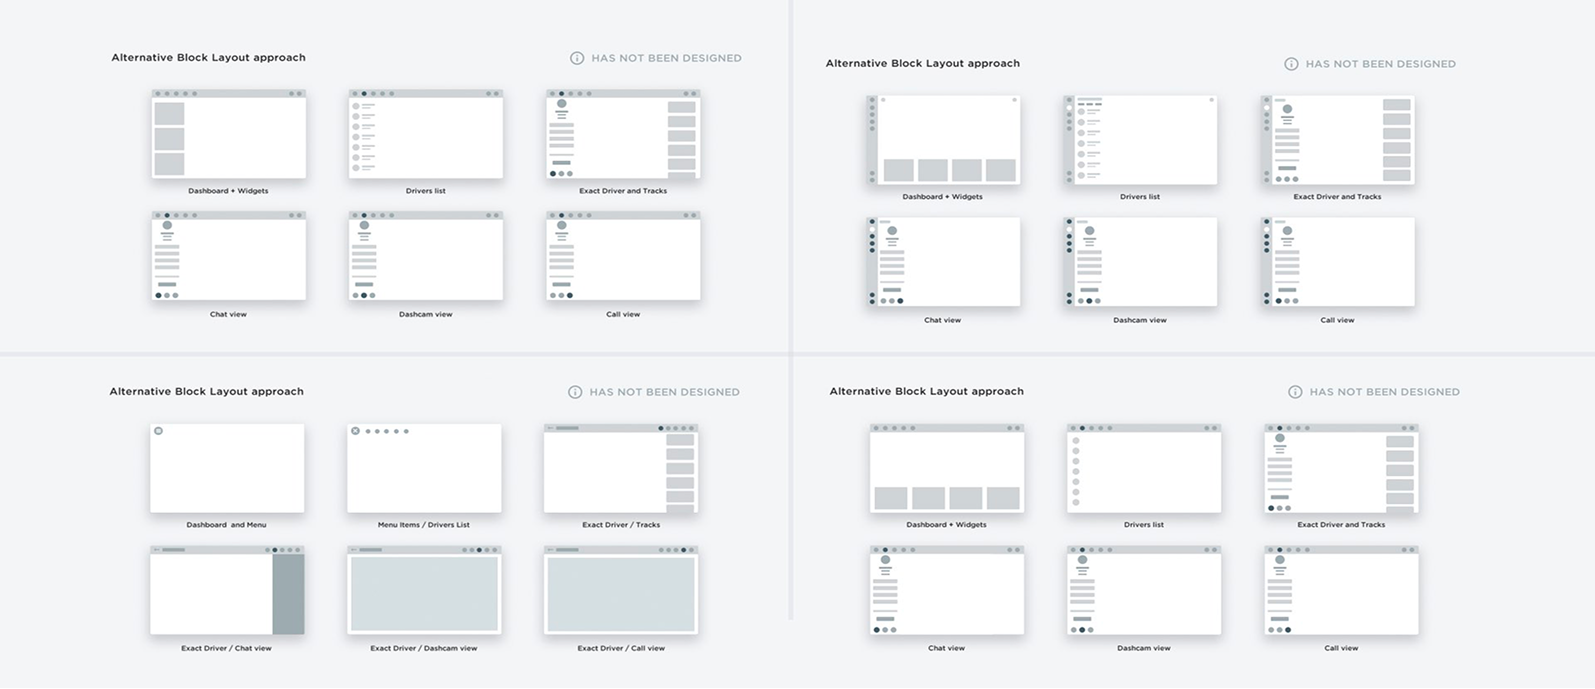 Alternative Block Layout approach
HAS NOT BEEN DESIGNED
Dashboard + Widgets
Drivers list
Exact Driver and Tracks
Chat view
Dashcam view
Call view
Alternative Block Layout approach
HAS NOT BEEN DESIGNED
Dashboard + Widgets
Drivers list
Exact Driver and Tracks
Chat view
Dashcam view
Call view
Alternative Block Layout approach
HAS NOT BEEN DESIGNED
Dashboard and Menu
Menu Items / Drivers List
Exact Driver / Tracks
Exact Driver / Chat view
Exact Driver / Dashcam view
Exact Driver / Call view
Alternative Block Layout approach
HAS NOT BEEN DESIGNED
Dashboard + Widgets
Drivers list
Exact Driver and Tracks
Chat view
Dashcam view
Call view